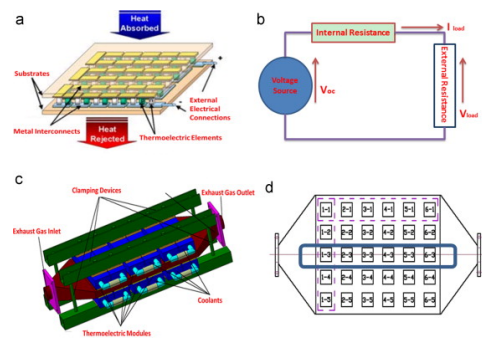 a
Heat
Absorbed
Substrates
+
-
External
Electrical
Connections
Metal Interconnects
Thermoelectric Elements
Heat
Rejected
b
Internal Resistance
I load
Voltage
Source
Voc
External Resistance
Vload
c
Clamping Devices
Exhaust Gas Outlet
Exhaust Gas Inlet
Coolants
Thermoelectric Modules
d
1-1 2-1 3-1 4-1 5-1 6-1
1-2 2-2 3-2 4-2 5-2 6-2
1-3 2-3 3-3 4-3 5-3 6-3
1-4 2-4 3-4 4-4 5-4 6-4
1-5 2-5 3-5 4-5 5-5 6-5